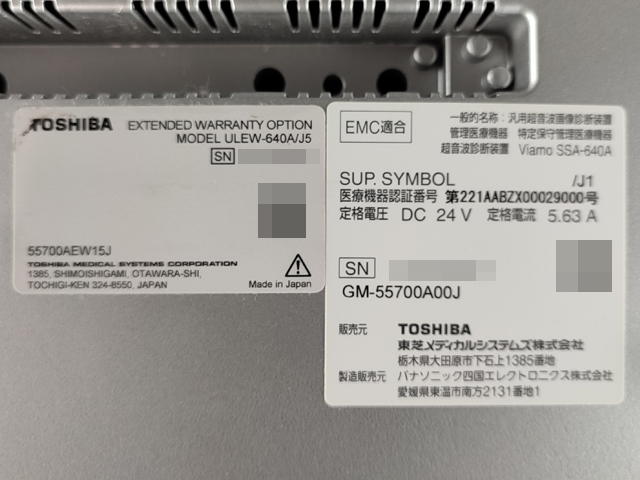 TOSHIBA EXTENDED WARRANTY OPTION
MODEL ULEW-640A/J5
SN
55700AEW15J
TOSHIBA MEDICAL SYSTEMS CORPORATION
1385, SHIMOISHIGAMI, OTAWARA-SHI,
TOCHIGI-KEN 324-8550, JAPAN
Made in Japan
EMC適合
一般的名称:汎用超音波画像診断装置
管理医療機器 特定保守管理医療機器
超音波診断装置 Viamo SSA-640A
SUP. SYMBOL /J1
医療機器認証番号 第221AABZX00029000号
定格電圧 DC 24 V 定格電流 5.63 A
SN
GM-55700A00J
販売元 TOSHIBA
東芝メディカルシステムズ株式会社
栃木県大田原市下石上1385番地
製造販売元 パナソニック四国エレクトロニクス株式会社
愛媛県東温市南方2131番地1